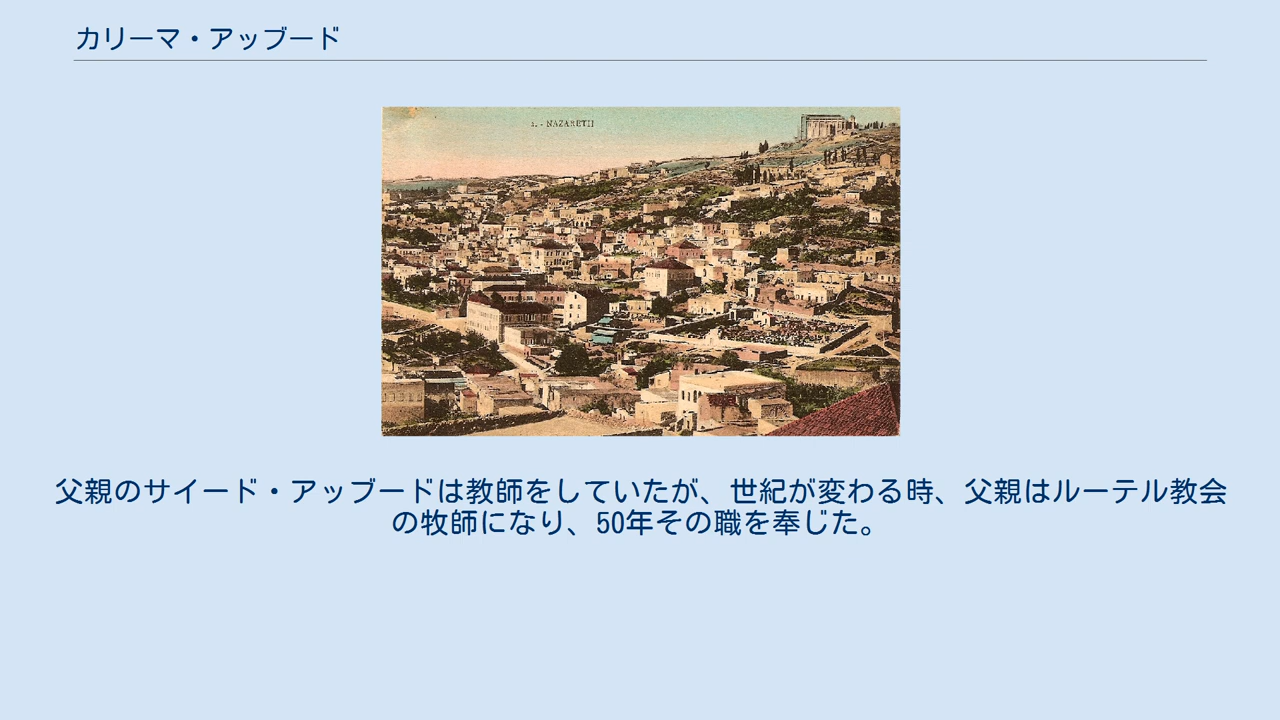 カリーマ・アッブード
2. - NAZARETH
父親のサイード・アッブードは教師をしていたが、世紀が変わる時、父親はルーテル教会
の牧師になり、50年その職を奉じた。